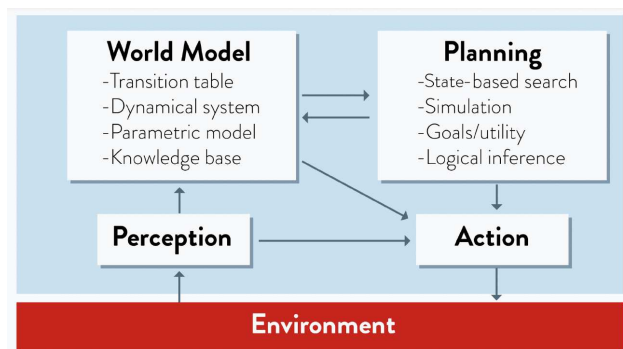 World Model
-Transition table
-Dynamical system
-Parametric model
-Knowledge base
Planning
-State-based search
-Simulation
-Goals/utility
-Logical inference
Perception
Action
Environment